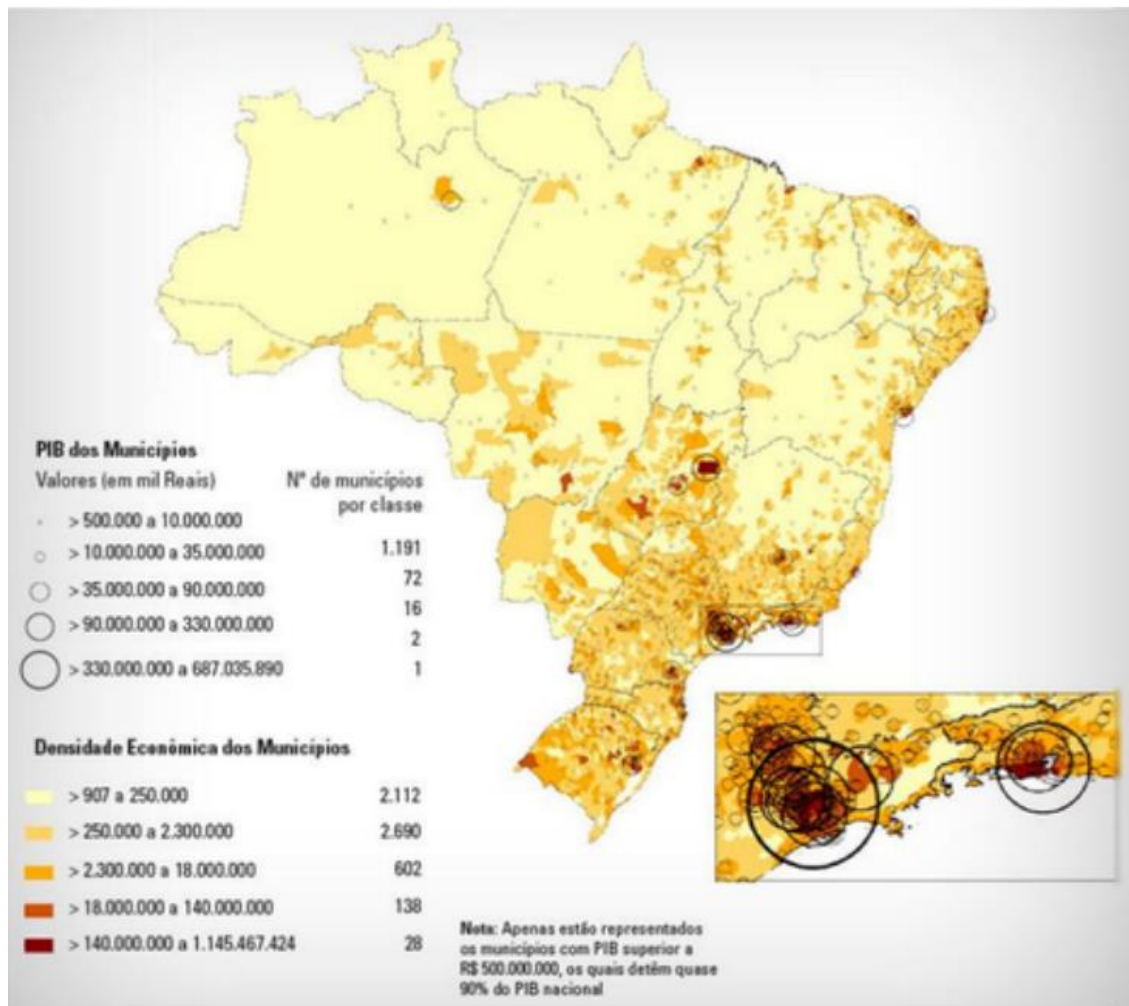 PIB dos Municípios
Valores (em mil Reais)
N° de municípios
por classe
> 500.000 a 10.000.000
1.191
> 10.000.000 a 35.000.000
72
> 35.000.000 a 90.000.000
16
> 90.000.000 a 330.000.000
2
> 330.000.000 a 687.035.890
1
Densidade Econômica dos Municípios
> 907 a 250.000 2.112
> 250.000 a 2.300.000 2.690
> 2.300.000 a 18.000.000 602
> 18.000.000 a 140.000.000 138
> 140.000.000 a 1.145.467.424 28
Nota: Apenas estão representados
os municípios com PIB superior a
R$ 500.000.000, os quais detêm quase
90% do PIB nacional